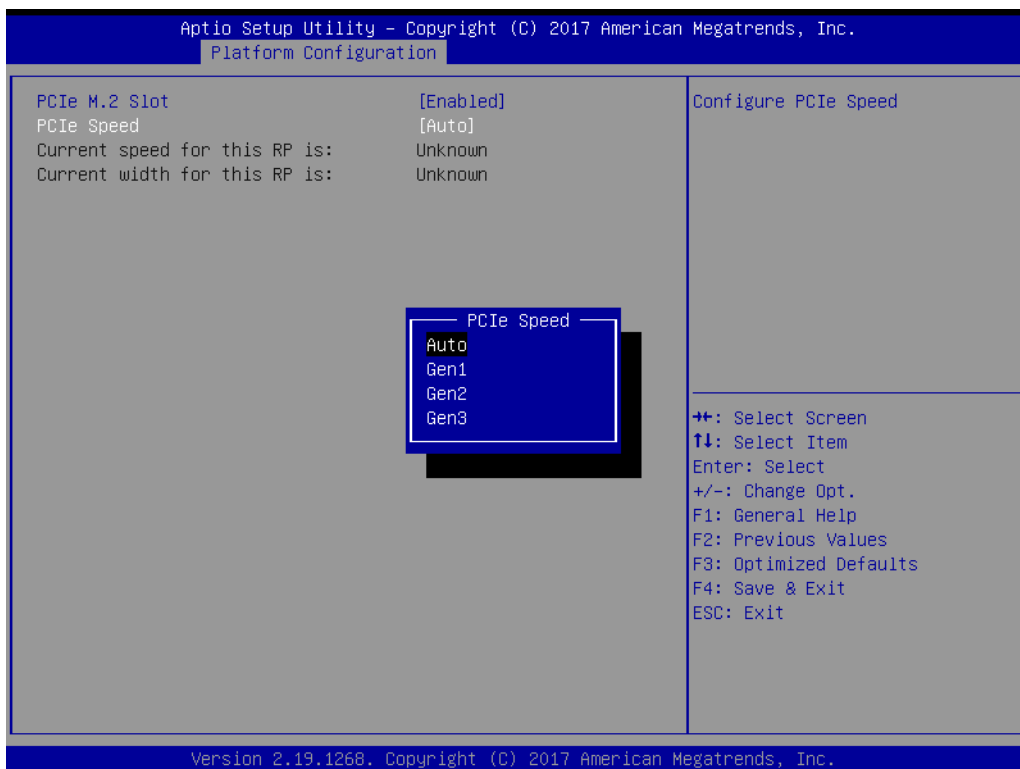 Aptio Setup Utility – Copyright (C) 2017 American Megatrends, Inc.
Platform Configuration
PCIe M.2 Slot [Enabled]
PCIe Speed [Auto]
Current speed for this RP is: Unknown
Current width for this RP is: Unknown
Configure PCIe Speed
PCIe Speed
Auto
Gen1
Gen2
Gen3
→←: Select Screen
↑↓: Select Item
Enter: Select
+/-: Change Opt.
F1: General Help
F2: Previous Values
F3: Optimized Defaults
F4: Save & Exit
ESC: Exit
Version 2.19.1268. Copyright (C) 2017 American Megatrends, Inc.